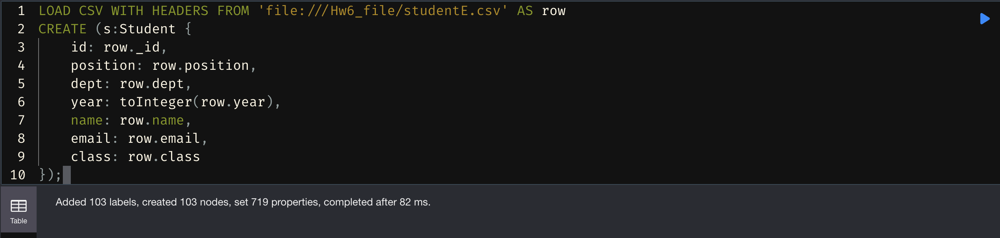 1 LOAD CSV WITH HEADERS FROM 'file:///Hw6_file/studentE.csv' AS row
2 CREATE (s:Student {
3     id: row._id,
4     position: row.position,
5     dept: row.dept,
6     year: toInteger(row.year),
7     name: row.name,
8     email: row.email,
9     class: row.class
10 });
Added 103 labels, created 103 nodes, set 719 properties, completed after 82 ms.
Table